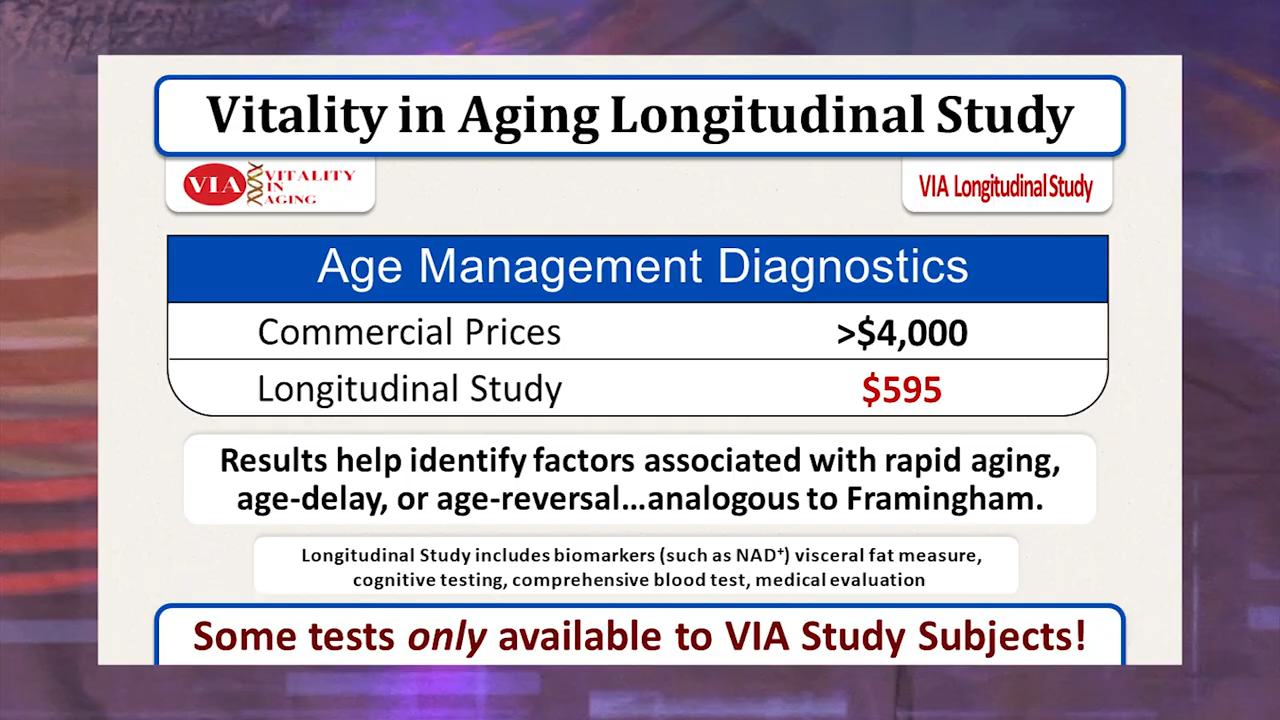 Vitality in Aging Longitudinal Study
VIA VITALITY
IN
AGING
VIA Longitudinal Study
Age Management Diagnostics
Commercial Prices >$4,000
Longitudinal Study $595
Results help identify factors associated with rapid aging,
age-delay, or age-reversal...analogous to Framingham.
Longitudinal Study includes biomarkers (such as NAD⁺) visceral fat measure,
cognitive testing, comprehensive blood test, medical evaluation
Some tests only available to VIA Study Subjects!